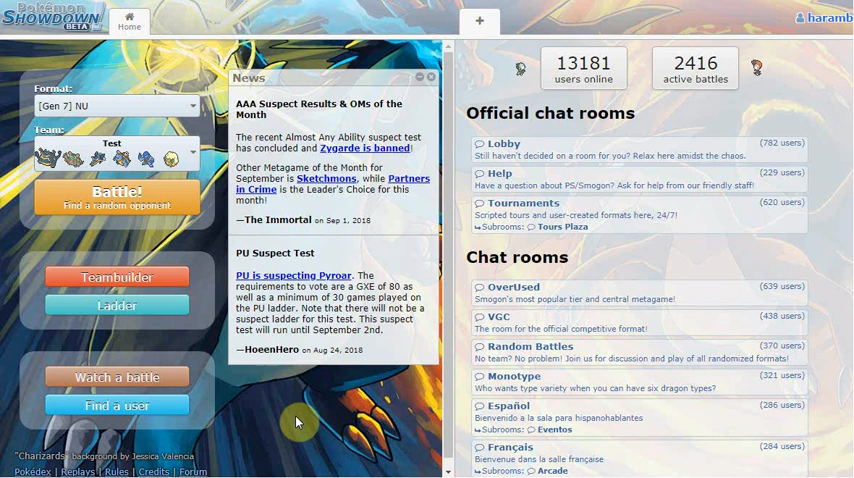 Pokémon
SHOWDOWN
BETA
Home
+
haramb
Format:
[Gen 7] NU
Team:
Test
Battle!
Find a random opponent
Teambuilder
Ladder
Watch a battle
Find a user
"Charizards" background by Jessica Valencia
Pokédex | Replays | Rules | Credits | Forum
News
AAA Suspect Results & OMs of the
Month
The recent Almost Any Ability suspect test
has concluded and Zygarde is banned!
Other Metagame of the Month for
September is Sketchmons, while Partners
in Crime is the Leader's Choice for this
month!
—The Immortal on Sep 1, 2018
PU Suspect Test
PU is suspecting Pyroar. The
requirements to vote are a GXE of 80 as
well as a minimum of 30 games played on
the PU ladder. Note that there will not be a
suspect ladder for this test. This suspect
test will run until September 2nd.
—HoeenHero on Aug 24, 2018
13181
users online
2416
active battles
Official chat rooms
Lobby (782 users)
Still haven't decided on a room for you? Relax here amidst the chaos.
Help (229 users)
Have a question about PS/Smogon? Ask for help from our friendly staff!
Tournaments (620 users)
Scripted tours and user-created formats here, 24/7!
Subrooms: Tours Plaza
Chat rooms
OverUsed (639 users)
Smogon's most popular tier and central metagame!
VGC (438 users)
The room for the official competitive format!
Random Battles (370 users)
No team? No problem! Join us for discussion and play of all randomized formats!
Monotype (321 users)
Who wants type variety when you can have six dragon types?
Español (286 users)
Bienvenido a la sala para hispanohablantes
Subrooms: Eventos
Français (284 users)
Bienvenue dans la salle française
Subrooms: Arcade